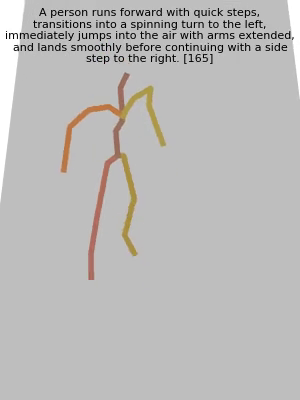 A person runs forward with quick steps,
transitions into a spinning turn to the left,
immediately jumps into the air with arms extended,
and lands smoothly before continuing with a side
step to the right. [165]